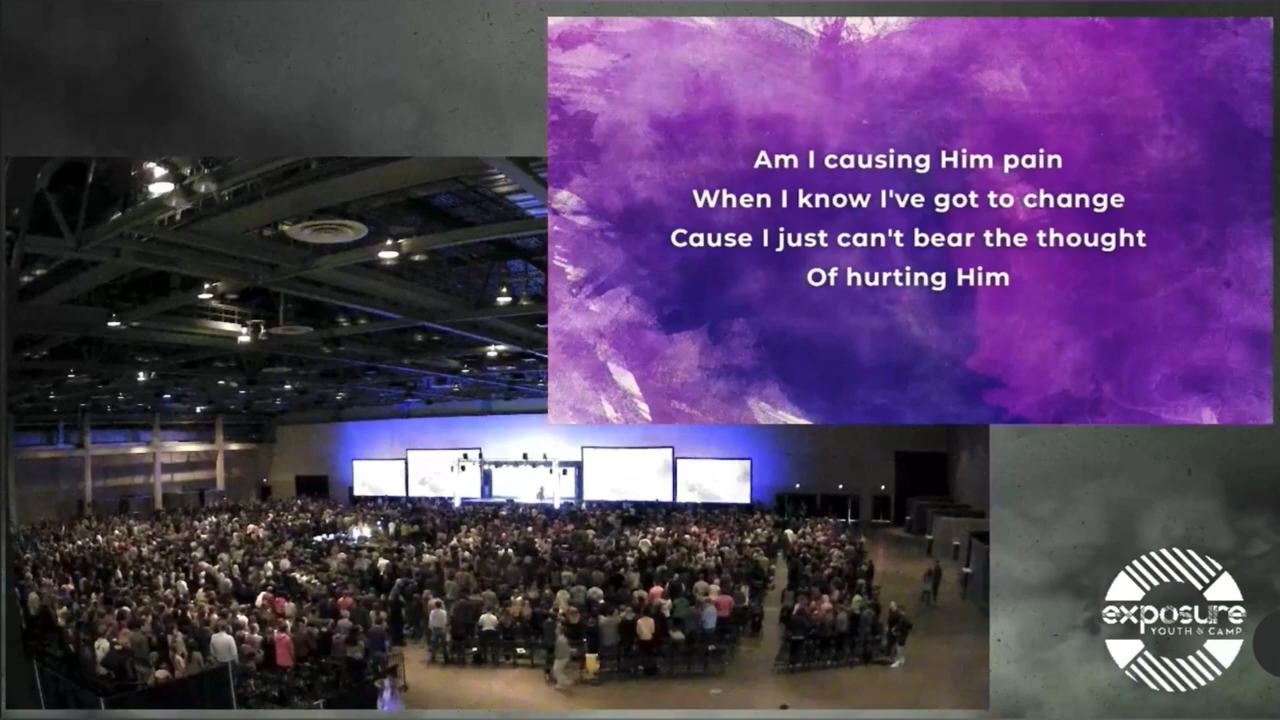 Am I causing Him pain
When I know I've got to change
Cause I just can't bear the thought
Of hurting Him
exposure
YOUTH CAMP